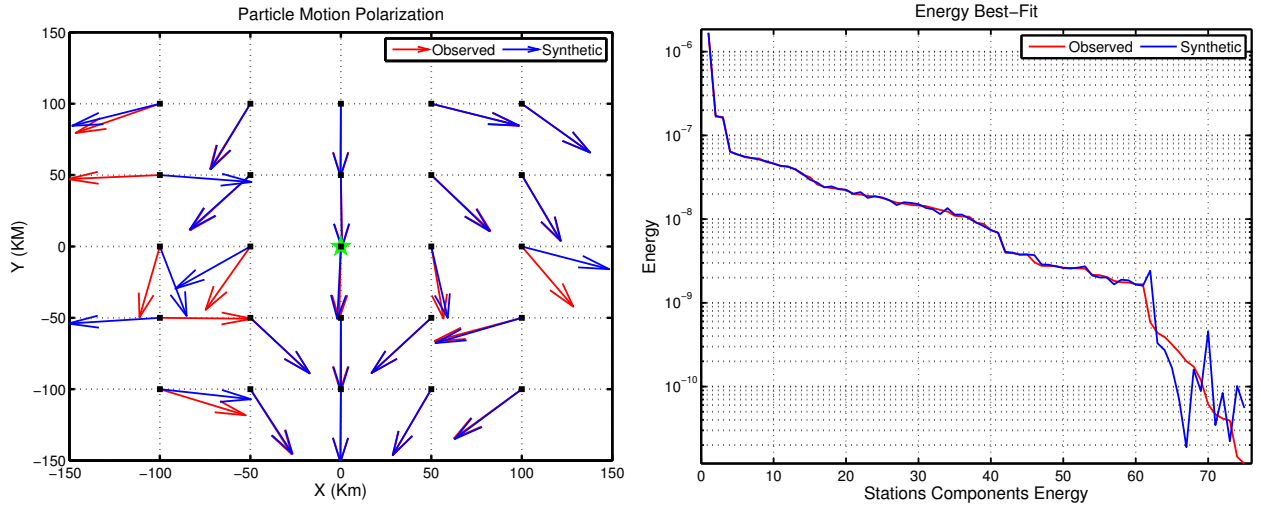 Particle Motion Polarization
Observed
Synthetic
150
100
50
0
−50
−100
−150
−150
−100
−50
0
50
100
150
Y (KM)
X (Km)
Energy Best−Fit
Observed
Synthetic
10−6
10−7
10−8
10−9
10−10
0
10
20
30
40
50
60
70
Energy
Stations Components Energy